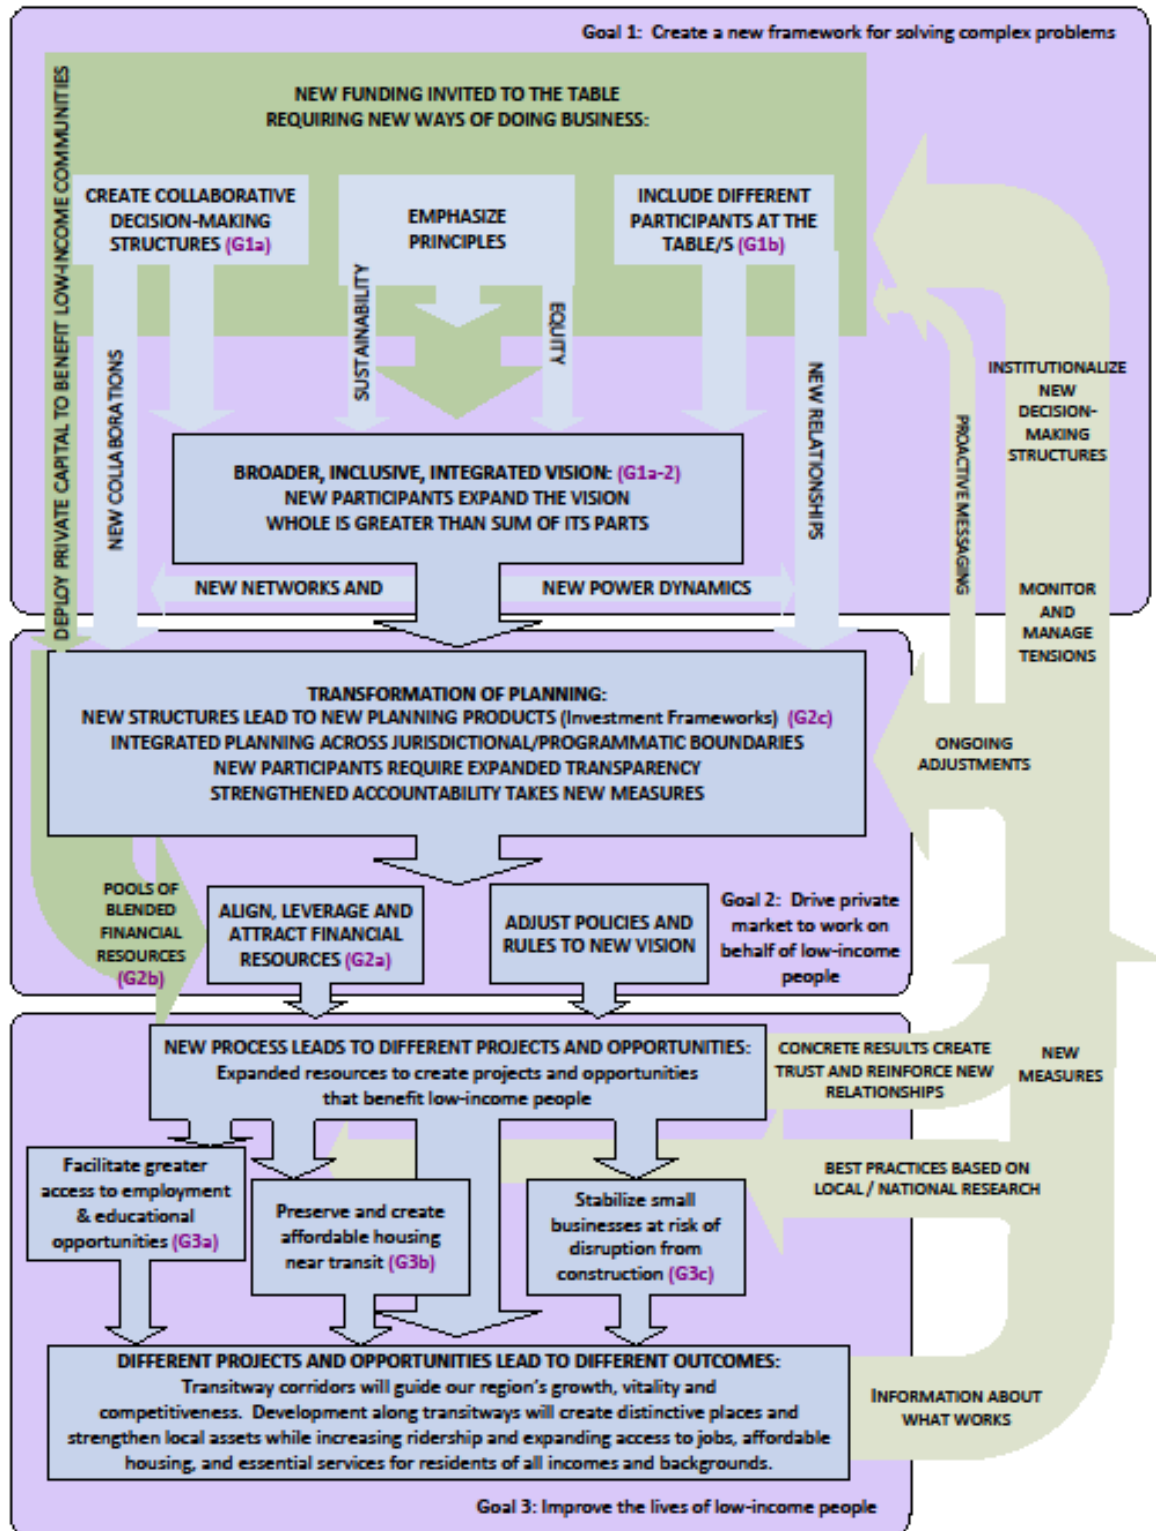 Goal 1: Create a new framework for solving complex problems
NEW FUNDING INVITED TO THE TABLE
REQUIRING NEW WAYS OF DOING BUSINESS:
DEPLOY PRIVATE CAPITAL TO BENEFIT LOW-INCOME COMMUNITIES
CREATE COLLABORATIVE
DECISION-MAKING
STRUCTURES (G1a)
EMPHASIZE
PRINCIPLES
INCLUDE DIFFERENT
PARTICIPANTS AT THE
TABLE/S (G1b)
NEW COLLABORATIONS
SUSTAINABILITY
EQUITY
NEW RELATIONSHIPS
PROACTIVE MESSAGING
INSTITUTIONALIZE
NEW
DECISION-
MAKING
STRUCTURES
BROADER, INCLUSIVE, INTEGRATED VISION: (G1a-2)
NEW PARTICIPANTS EXPAND THE VISION
WHOLE IS GREATER THAN SUM OF ITS PARTS
NEW NETWORKS AND
NEW POWER DYNAMICS
MONITOR
AND
MANAGE
TENSIONS
TRANSFORMATION OF PLANNING:
NEW STRUCTURES LEAD TO NEW PLANNING PRODUCTS (Investment Frameworks) (G2c)
INTEGRATED PLANNING ACROSS JURISDICTIONAL/PROGRAMMATIC BOUNDARIES
NEW PARTICIPANTS REQUIRE EXPANDED TRANSPARENCY
STRENGTHENED ACCOUNTABILITY TAKES NEW MEASURES
ONGOING
ADJUSTMENTS
POOLS OF
BLENDED
FINANCIAL
RESOURCES
(G2b)
ALIGN, LEVERAGE AND
ATTRACT FINANCIAL
RESOURCES (G2a)
ADJUST POLICIES AND
RULES TO NEW VISION
Goal 2: Drive private
market to work on
behalf of low-income
people
NEW PROCESS LEADS TO DIFFERENT PROJECTS AND OPPORTUNITIES:
Expanded resources to create projects and opportunities
that benefit low-income people
CONCRETE RESULTS CREATE
TRUST AND REINFORCE NEW
RELATIONSHIPS
NEW
MEASURES
Facilitate greater
access to employment
& educational
opportunities (G3a)
Preserve and create
affordable housing
near transit (G3b)
Stabilize small
businesses at risk of
disruption from
construction (G3c)
BEST PRACTICES BASED ON
LOCAL / NATIONAL RESEARCH
DIFFERENT PROJECTS AND OPPORTUNITIES LEAD TO DIFFERENT OUTCOMES:
Transitway corridors will guide our region's growth, vitality and
competitiveness. Development along transitways will create distinctive places and
strengthen local assets while increasing ridership and expanding access to jobs, affordable
housing, and essential services for residents of all incomes and backgrounds.
INFORMATION ABOUT
WHAT WORKS
Goal 3: Improve the lives of low-income people